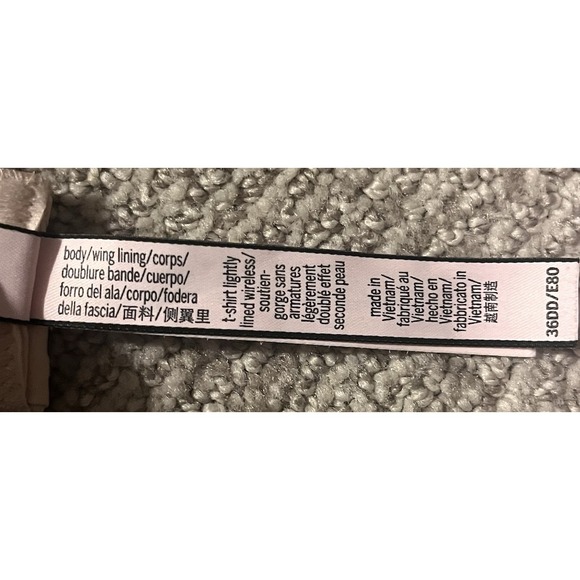 body/wing lining/corps/
doublure bande/cuerpo/
forro del ala/corpo/fodera
della fascia/面料/侧翼里
t-shirt lightly
lined wireless/
soutien-
gorge sans
armatures
légèrement
doublé effet
seconde peau
made in
Vietnam/
fabriqué au
Vietnam/
hecho en
Vietnam/
fabbricato in
Vietnam/
越南制造
36DD/E80